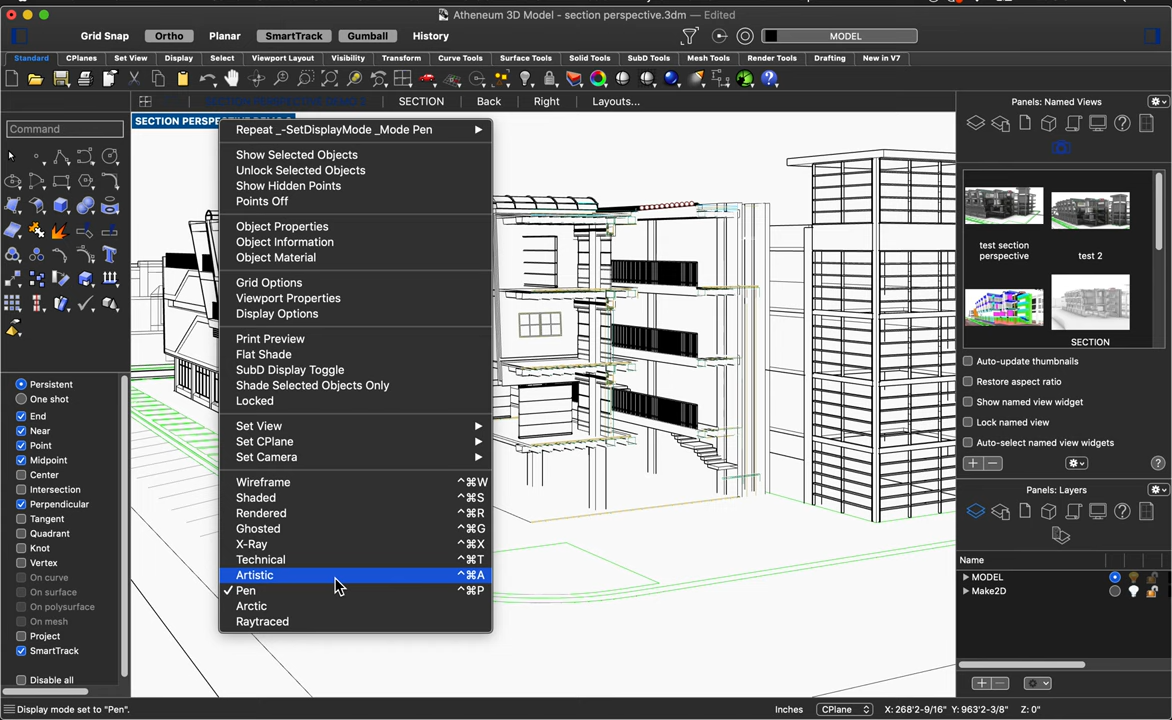 Atheneum 3D Model - section perspective.3dm — Edited
Grid Snap Ortho Planar SmartTrack Gumball History MODEL
Standard CPlanes Set View Display Select Viewport Layout Visibility Transform Curve Tools Surface Tools Solid Tools SubD Tools Mesh Tools Render Tools Drafting New in V7
SECTION PERSPECTIVE DEMO 2 SECTION Back Right Layouts...
Panels: Named Views
SECTION PERSPECTIVE DEMO 2
Command
Repeat _-SetDisplayMode _Mode Pen
Show Selected Objects
Unlock Selected Objects
Show Hidden Points
Points Off
Object Properties
Object Information
Object Material
Grid Options
Viewport Properties
Display Options
Print Preview
Flat Shade
SubD Display Toggle
Shade Selected Objects Only
Locked
Set View
Set CPlane
Set Camera
Wireframe ^⌘W
Shaded ^⌘S
Rendered ^⌘R
Ghosted ^⌘G
X-Ray ^⌘X
Technical ^⌘T
Artistic ^⌘A
✓ Pen ^⌘P
Arctic
Raytraced
Persistent
One shot
End
Near
Point
Midpoint
Center
Intersection
Perpendicular
Tangent
Quadrant
Knot
Vertex
On curve
On surface
On polysurface
On mesh
Project
SmartTrack
Disable all
test section
perspective
test 2
SECTION
Auto-update thumbnails
Restore aspect ratio
Show named view widget
Lock named view
Auto-select named view widgets
Panels: Layers
Name
MODEL
Make2D
Display mode set to "Pen".
Inches CPlane X: 268'2-9/16" Y: 963'2-3/8" Z: 0"